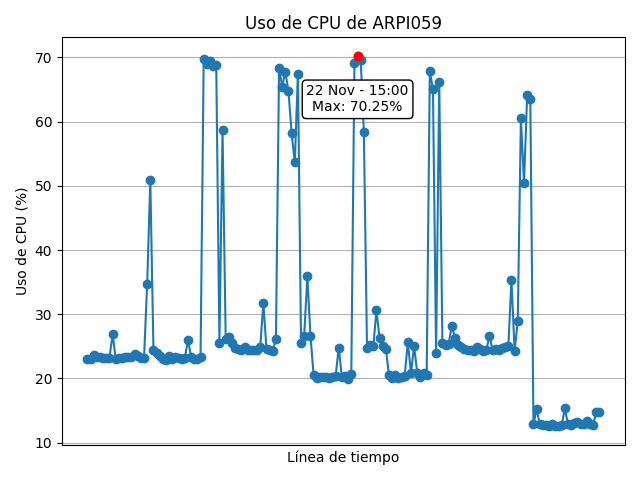 Uso de CPU de ARPI059
70
60
50
40
30
20
10
Uso de CPU (%)
22 Nov - 15:00
Max: 70.25%
Línea de tiempo